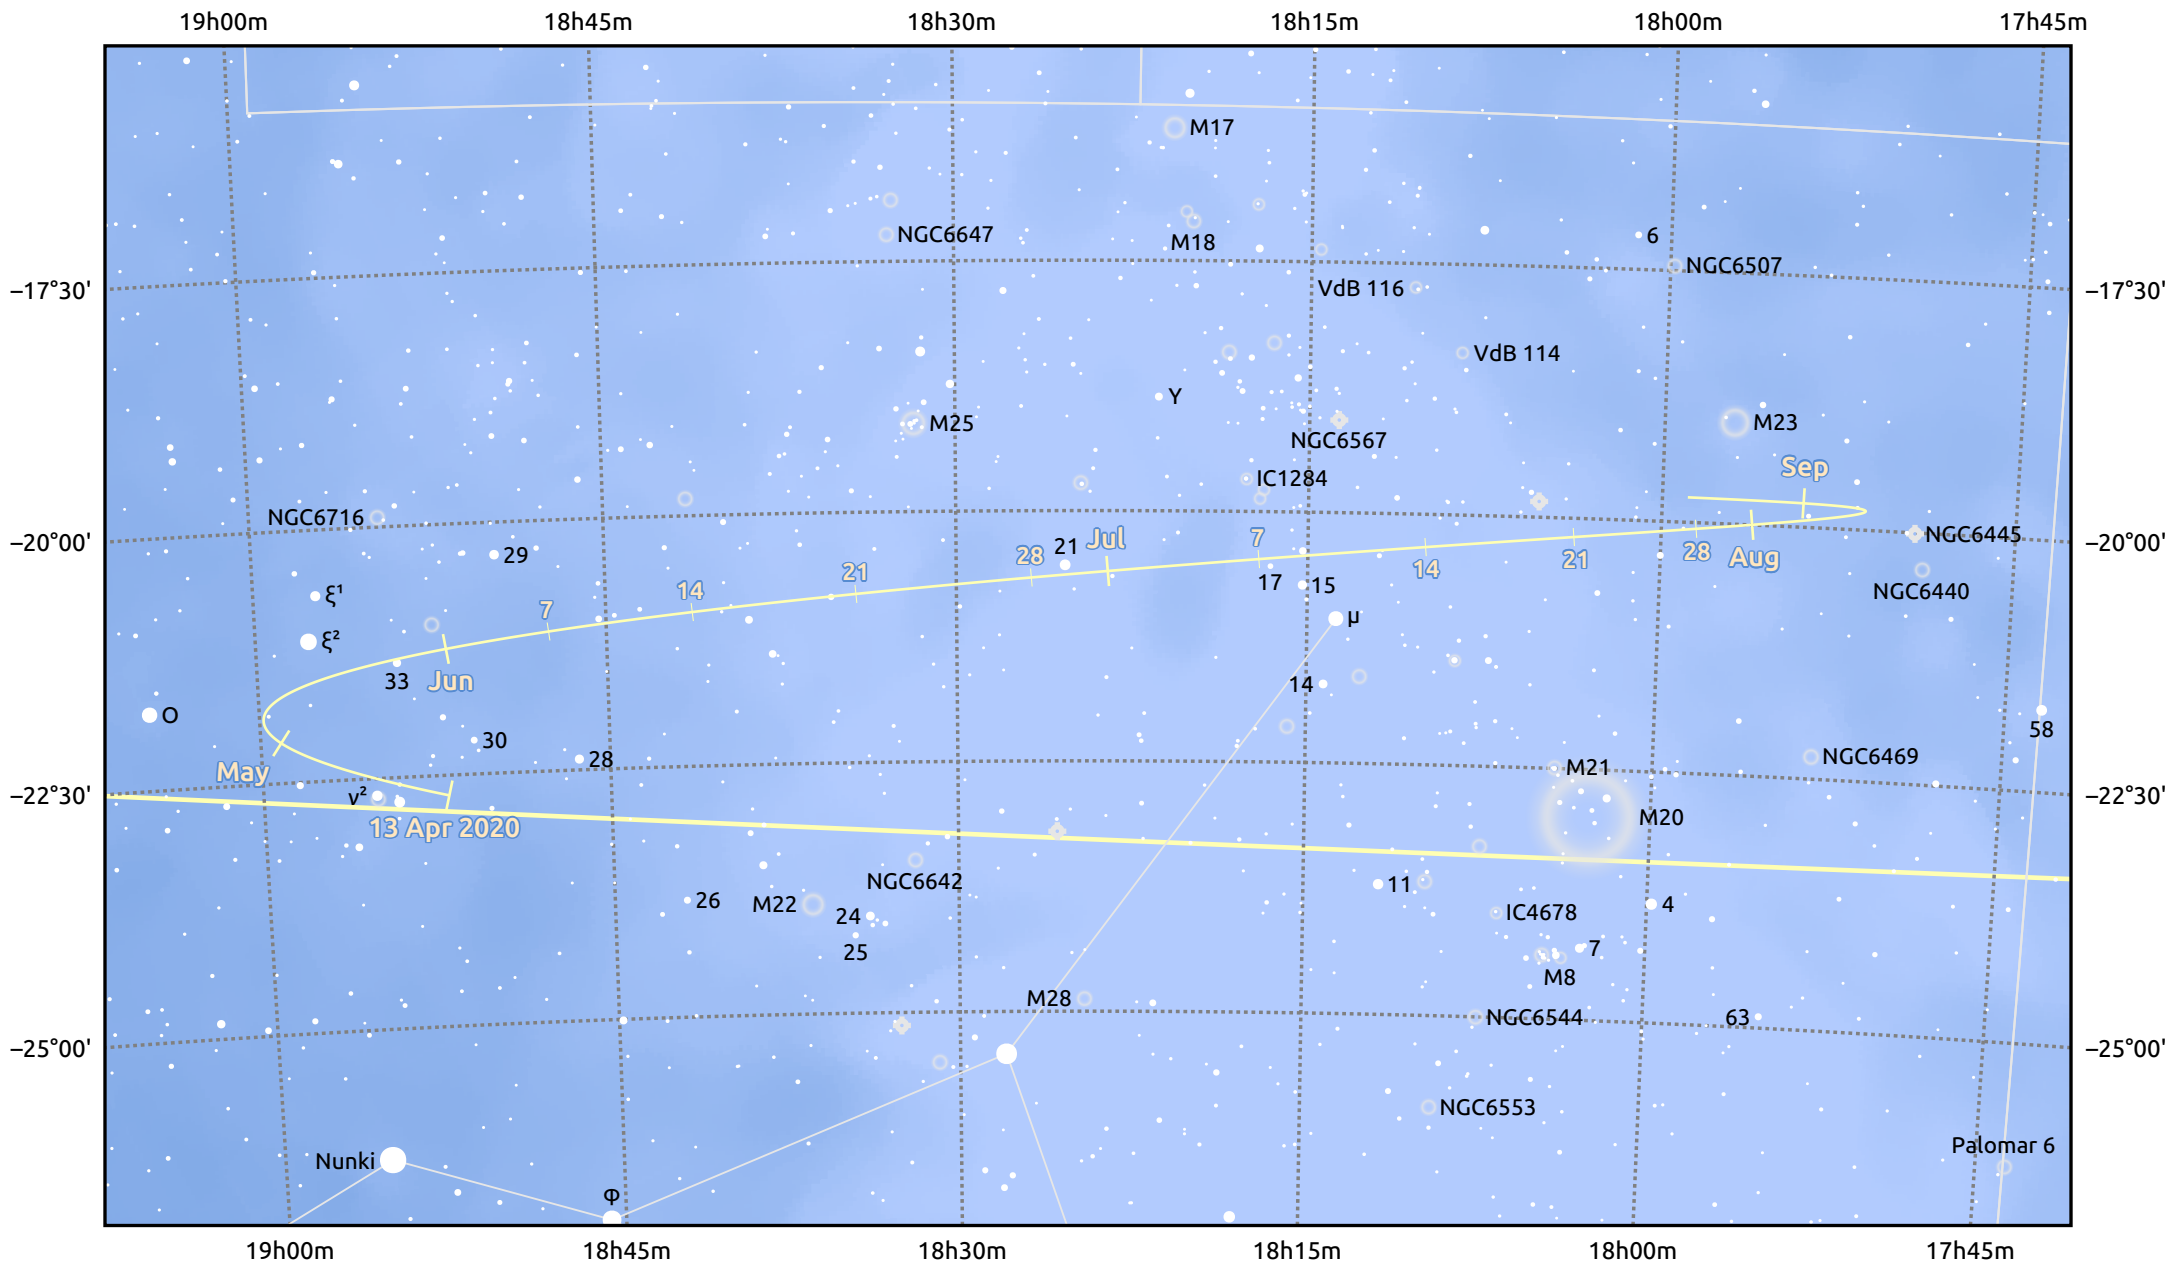 19h00m 18h45m 18h30m 18h15m 18h00m 17h45m
M17
NGC6647
M18
6
NGC6507
−17°30'
−17°30'
VdB 116
VdB 114
Y
M25
NGC6567
M23
Sep
IC1284
NGC6716
−20°00'
−20°00'
29
28
21
Jul
7
14
21
28
Aug
NGC6445
NGC6440
ξ¹
7
14
21
17
15
μ
ξ²
33
Jun
14
O
30
28
58
May
M21
NGC6469
−22°30'
−22°30'
ν²
13 Apr 2020
M20
NGC6642
11
26
M22
24
25
IC4678
4
7
M8
M28
NGC6544
63
−25°00'
−25°00'
NGC6553
Nunki
φ
Palomar 6
19h00m 18h45m 18h30m 18h15m 18h00m 17h45m